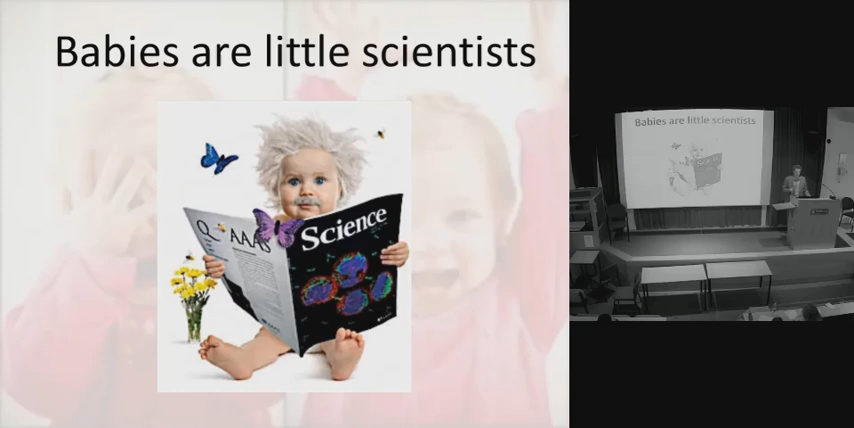 Babies are little scientists
Q
AAAS
Science
Babies are little scientists